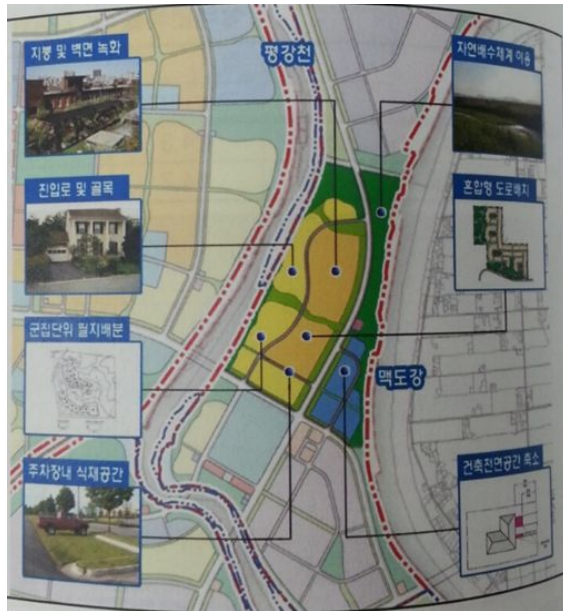 지붕 및 벽면 녹화
평강천
자연배수체계 이용
진입로 및 골목
혼합형 도로배치
군집단위 필지배분
맥도강
주차장내 식재공간
건축전면공간 축소